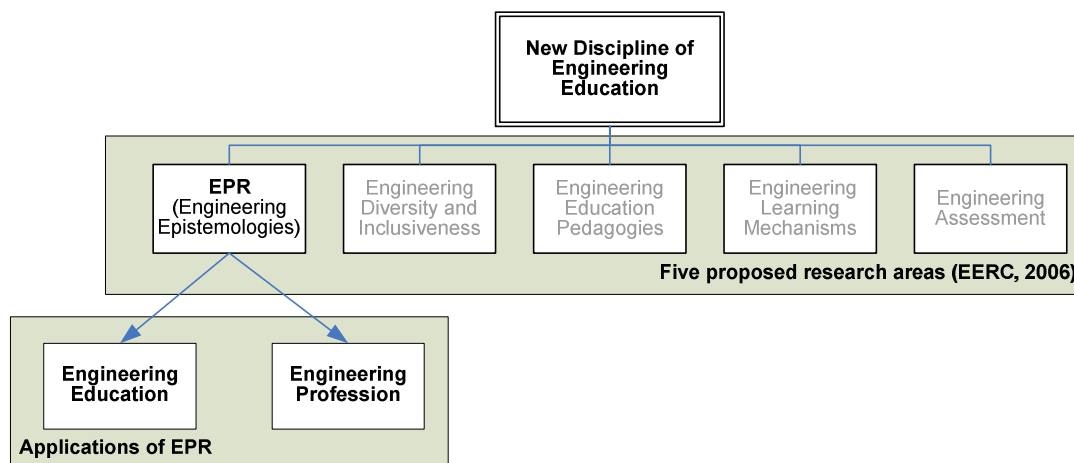 New Discipline of
Engineering
Education
EPR
(Engineering
Epistemologies)
Engineering
Diversity and
Inclusiveness
Engineering
Education
Pedagogies
Engineering
Learning
Mechanisms
Engineering
Assessment
Five proposed research areas (EERC, 2006)
Engineering
Education
Engineering
Profession
Applications of EPR